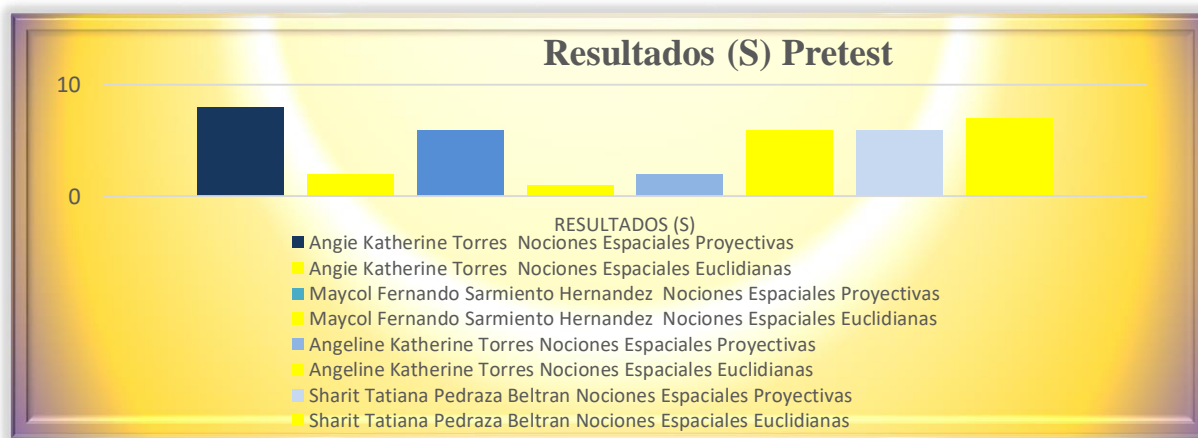 Resultados (S) Pretest
10
0
RESULTADOS (S)
Angie Katherine Torres Nociones Espaciales Proyectivas
Angie Katherine Torres Nociones Espaciales Euclidianas
Maycol Fernando Sarmiento Hernandez Nociones Espaciales Proyectivas
Maycol Fernando Sarmiento Hernandez Nociones Espaciales Euclidianas
Angeline Katherine Torres Nociones Espaciales Proyectivas
Angeline Katherine Torres Nociones Espaciales Euclidianas
Sharit Tatiana Pedraza Beltran Nociones Espaciales Proyectivas
Sharit Tatiana Pedraza Beltran Nociones Espaciales Euclidianas